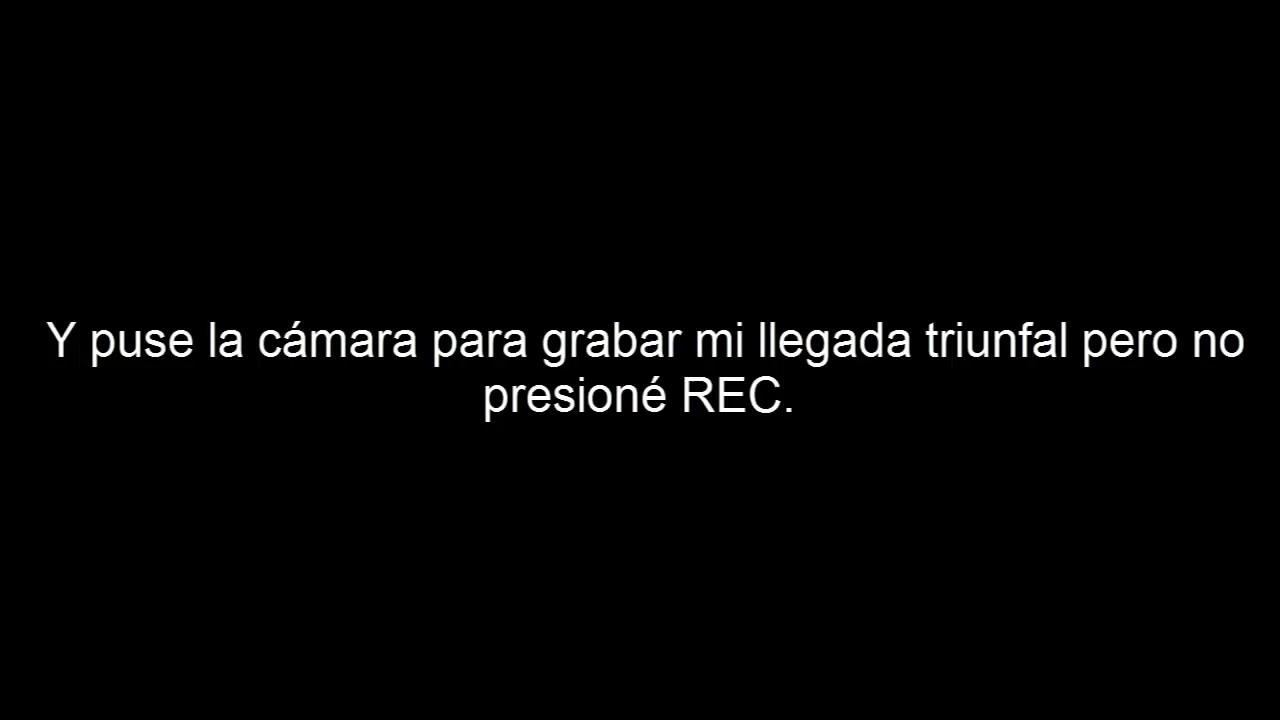 Y puse la cámara para grabar mi llegada triunfal pero no
presioné REC.